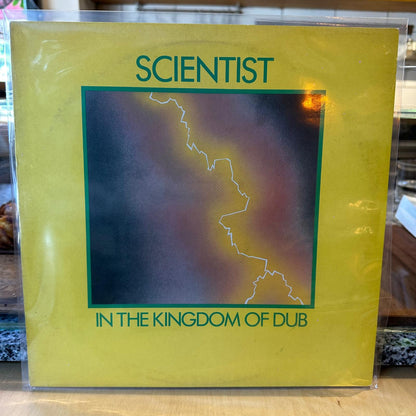 SCIENTIST
IN THE KINGDOM OF DUB